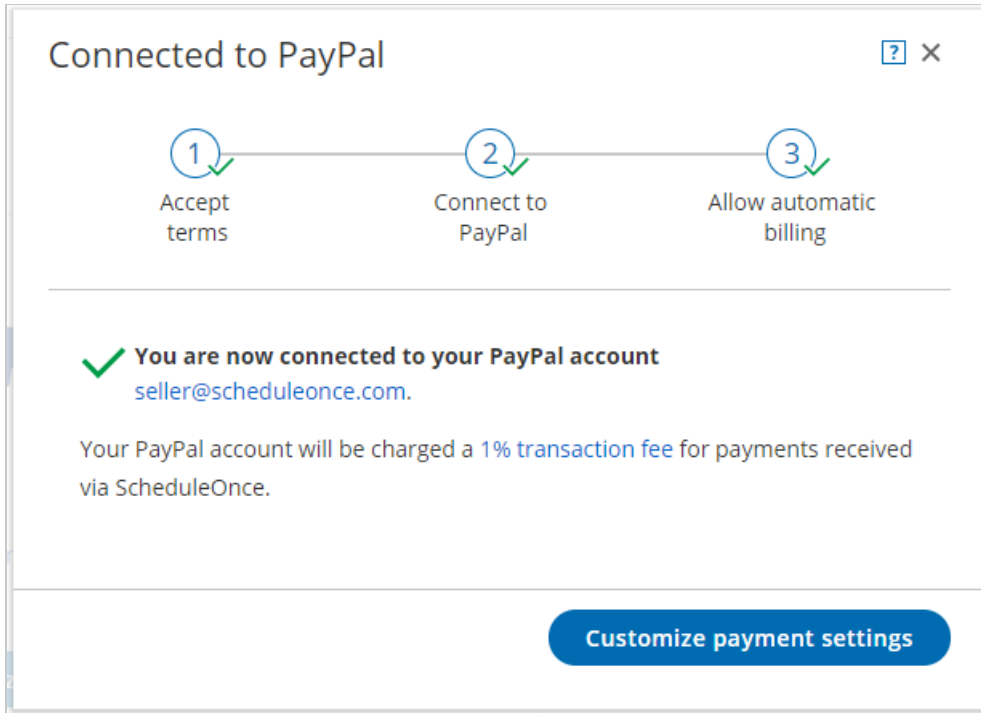 Connected to PayPal
?
1
2
3
Accept
terms
Connect to
PayPal
Allow automatic
billing
You are now connected to your PayPal account
seller@scheduleonce.com.
Your PayPal account will be charged a 1% transaction fee for payments received
via ScheduleOnce.
Customize payment settings